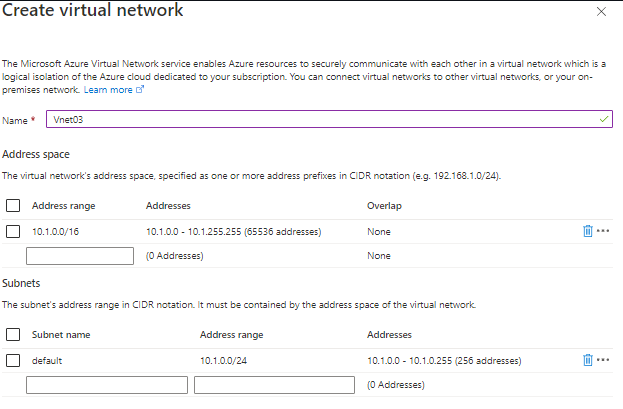 Create virtual network
The Microsoft Azure Virtual Network service enables Azure resources to securely communicate with each other in a virtual network which is a
logical isolation of the Azure cloud dedicated to your subscription. You can connect virtual networks to other virtual networks, or your on-
premises network. Learn more
Name * Vnet03
Address space
The virtual network's address space, specified as one or more address prefixes in CIDR notation (e.g. 192.168.1.0/24).
Address range Addresses Overlap
10.1.0.0/16 10.1.0.0 - 10.1.255.255 (65536 addresses) None
(0 Addresses) None
Subnets
The subnet's address range in CIDR notation. It must be contained by the address space of the virtual network.
Subnet name Address range Addresses
default 10.1.0.0/24 10.1.0.0 - 10.1.0.255 (256 addresses)
(0 Addresses)